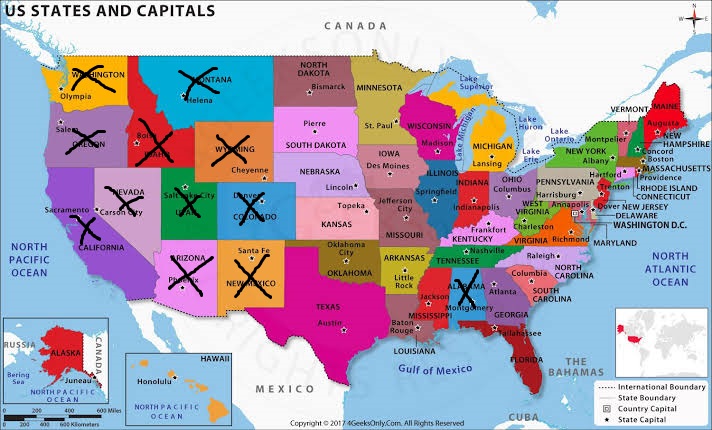 US STATES AND CAPITALS
CANADA
N
W
E
S
WASHINGTON
Olympia
MONTANA
Helena
NORTH
DAKOTA
Bismarck
MINNESOTA
St. Paul
Lake
Superior
Lake Michigan
Lake
Huron
Lake
Ontario
Lake
Erie
VERMONT
MAINE
Augusta
Montpelier
NEW
HAMPSHIRE
Concord
Boston
MASSACHUSETTS
Providence
RHODE ISLAND
CONNECTICUT
Hartford
NEW YORK
Albany
Salem
OREGON
Boise
IDAHO
WYOMING
Cheyenne
Pierre
SOUTH DAKOTA
WISCONSIN
Madison
MICHIGAN
Lansing
IOWA
Des Moines
NEBRASKA
Lincoln
ILLINOIS
Springfield
INDIANA
Indianapolis
OHIO
Columbus
PENNSYLVANIA
Harrisburg
Trenton
NEW JERSEY
Dover
DELAWARE
Annapolis
WASHINGTON D.C.
MARYLAND
WEST
VIRGINIA
Charleston
VIRGINIA
Richmond
NEVADA
Carson City
Sacramento
CALIFORNIA
Salt Lake City
UTAH
Denver
COLORADO
Topeka
KANSAS
Jefferson
City
MISSOURI
Frankfort
KENTUCKY
Nashville
TENNESSEE
Raleigh
NORTH
CAROLINA
Columbia
SOUTH
CAROLINA
ARIZONA
Phoenix
Santa Fe
NEW MEXICO
Oklahoma
City
OKLAHOMA
ARKANSAS
Little
Rock
TEXAS
Austin
Jackson
MISSISSIPPI
Baton
Rouge
LOUISIANA
ALABAMA
Montgomery
Atlanta
GEORGIA
Tallahassee
FLORIDA
NORTH
PACIFIC
OCEAN
NORTH
ATLANTIC
OCEAN
Gulf of Mexico
MEXICO
THE
BAHAMAS
CUBA
RUSSIA
ALASKA
CANADA
Bering
Sea
Juneau
NORTH PACIFIC
OCEAN
HAWAII
Honolulu
NORTH PACIFIC
OCEAN
0 200 400 600 Miles
0 200 400 600 Kilometers
International Boundary
State Boundary
Country Capital
State Capital
Copyright © 2017 4GeeksOnly.Com. All rights reserved